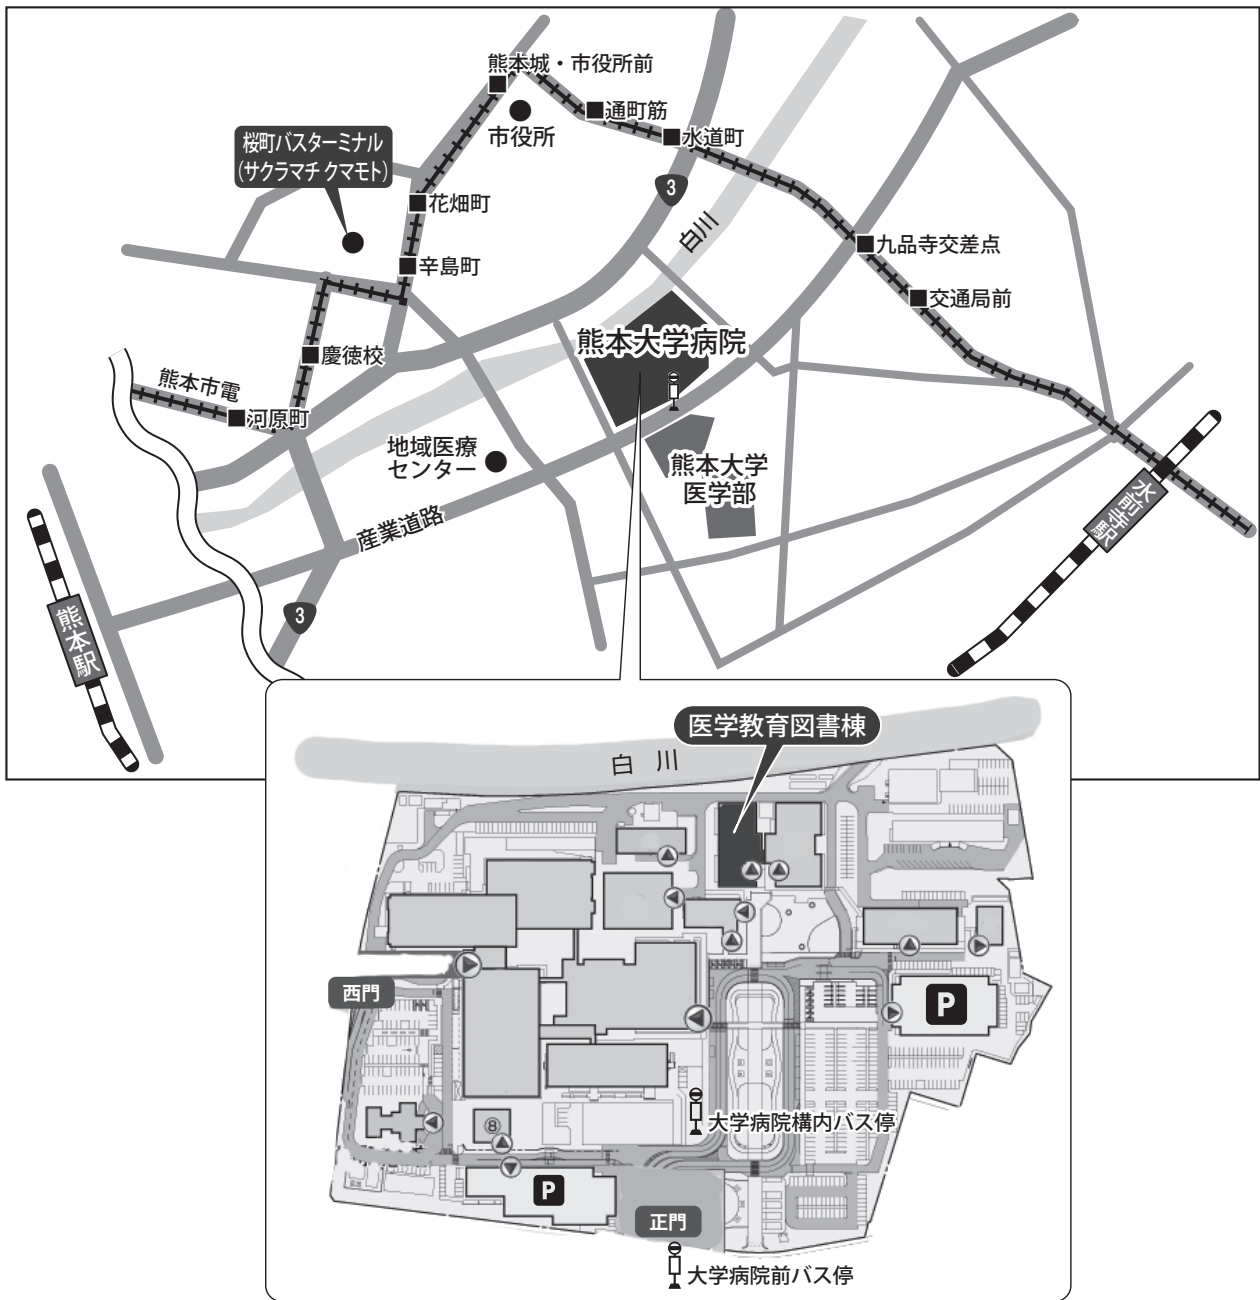 熊本城・市役所前
市役所
通町筋
水道町
桜町バスターミナル
(サクラマチ クマモト)
3
白川
花畑町
辛島町
九品寺交差点
交通局前
熊本大学病院
慶徳校
熊本市電
河原町
地域医療
センター
熊本大学
医学部
産業道路
水前寺駅
3
熊本駅
医学教育図書棟
白川
西門
P
8
大学病院構内バス停
P
正門
大学病院前バス停